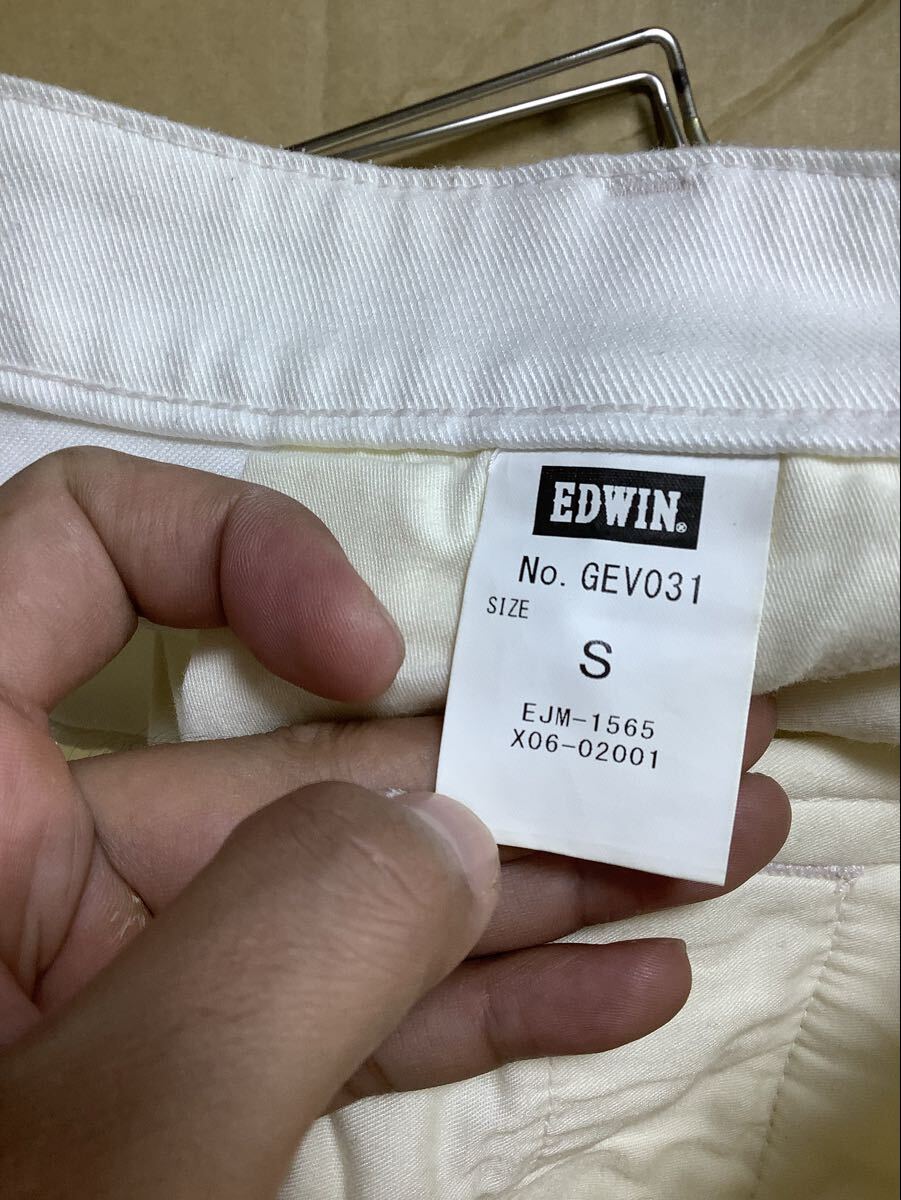 EDWIN®
No. GEV031
SIZE
S
EJM-1565
X06-02001